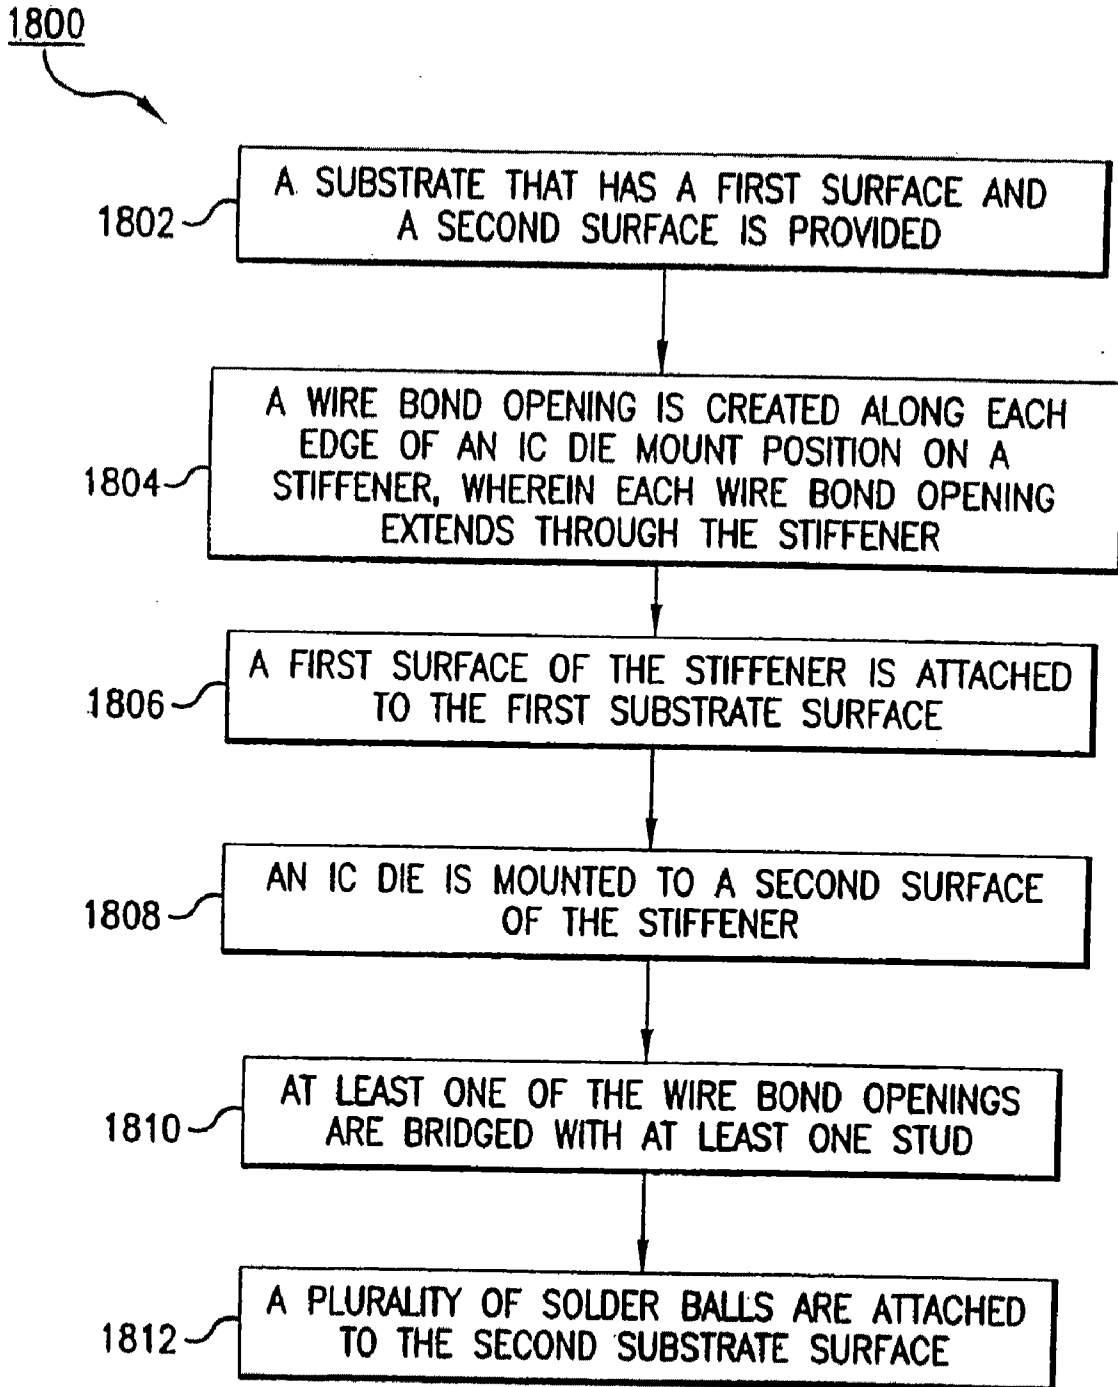 1800
1802
A SUBSTRATE THAT HAS A FIRST SURFACE AND
A SECOND SURFACE IS PROVIDED
1804
A WIRE BOND OPENING IS CREATED ALONG EACH
EDGE OF AN IC DIE MOUNT POSITION ON A
STIFFENER, WHEREIN EACH WIRE BOND OPENING
EXTENDS THROUGH THE STIFFENER
1806
A FIRST SURFACE OF THE STIFFENER IS ATTACHED
TO THE FIRST SUBSTRATE SURFACE
1808
AN IC DIE IS MOUNTED TO A SECOND SURFACE
OF THE STIFFENER
1810
AT LEAST ONE OF THE WIRE BOND OPENINGS
ARE BRIDGED WITH AT LEAST ONE STUD
1812
A PLURALITY OF SOLDER BALLS ARE ATTACHED
TO THE SECOND SUBSTRATE SURFACE